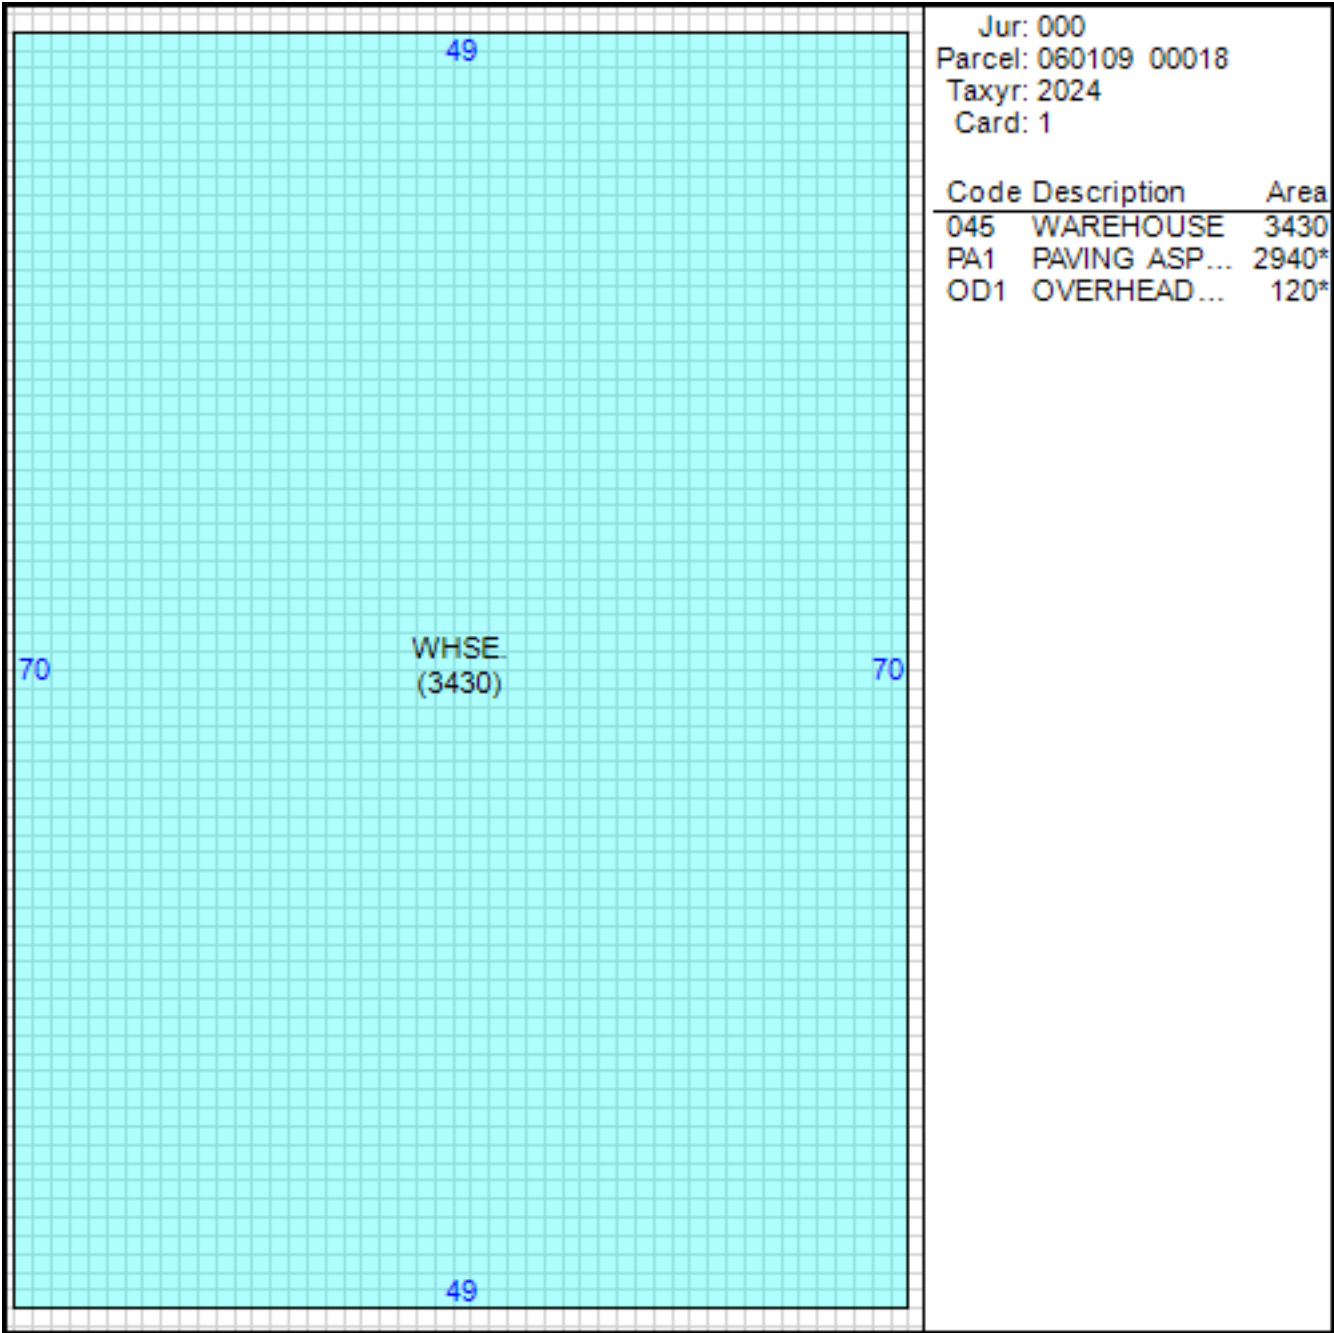 49
70
WHSE.
(3430)
70
49
Jur: 000
Parcel: 060109 00018
Taxyr: 2024
Card: 1
Code Description Area
045 WAREHOUSE 3430
PA1 PAVING ASP... 2940*
OD1 OVERHEAD... 120*